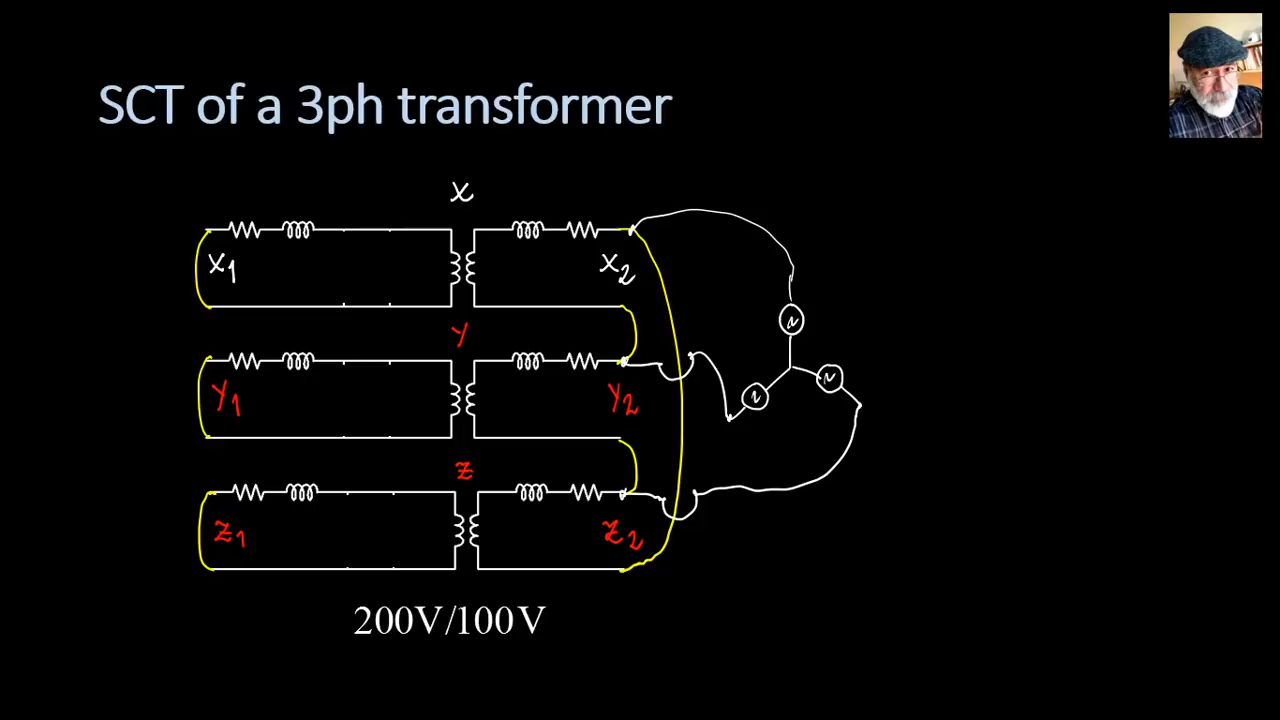 SCT of a 3ph transformer
X
X1
X2
Y
Y1
Y2
Z
Z1
Z2
200V/100V